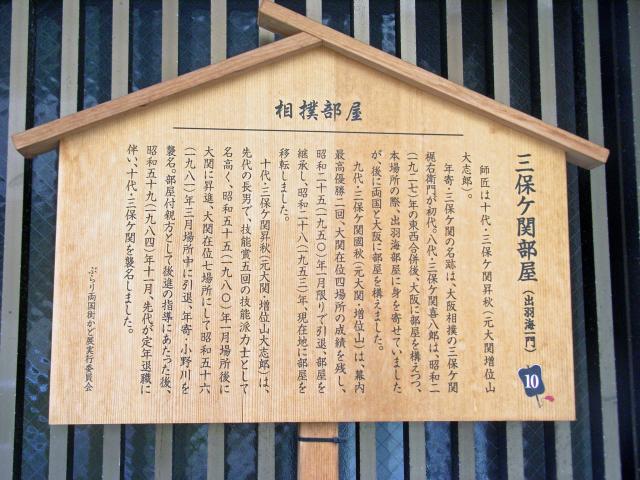 相撲部屋
三保ケ関部屋(出羽海一門)
10
師匠は十代・三保ケ関昇秋(元大関増位山
大志郎)。
年寄・三保ケ関の名跡は、大阪相撲の三保ケ関
梶右衛門が初代。八代・三保ケ関喜八郎は、昭和二
(一九二七)年の東西合併後、大阪に部屋を構えつつ、
本場所の際、出羽海部屋に身を寄せていました
が、後に両国と大阪に部屋を構えました。
九代・三保ケ関國秋(元大関・増位山)は、幕内
最高優勝二回、大関在位四場所の成績を残し、
昭和二十五(一九五〇)年一月限りで引退、部屋を
継承し、昭和二十八(一九五三)年、現在地に部屋を
移転しました。
十代・三保ケ関昇秋(元大関・増位山大志郎)は、
先代の長男で、技能賞五回の技能派力士として
名高く、昭和五十五(一九八〇)年一月場所後に
大関に昇進、大関在位七場所にして昭和五十六
(一九八一)年三月場所中に引退、年寄・小野川を
襲名。部屋付親方として後進の指導にあたった後、
昭和五十九(一九八四)年十一月、先代が定年退職に
伴い、十代・三保ケ関を襲名しました。
ぶらり両国街かど展実行委員会